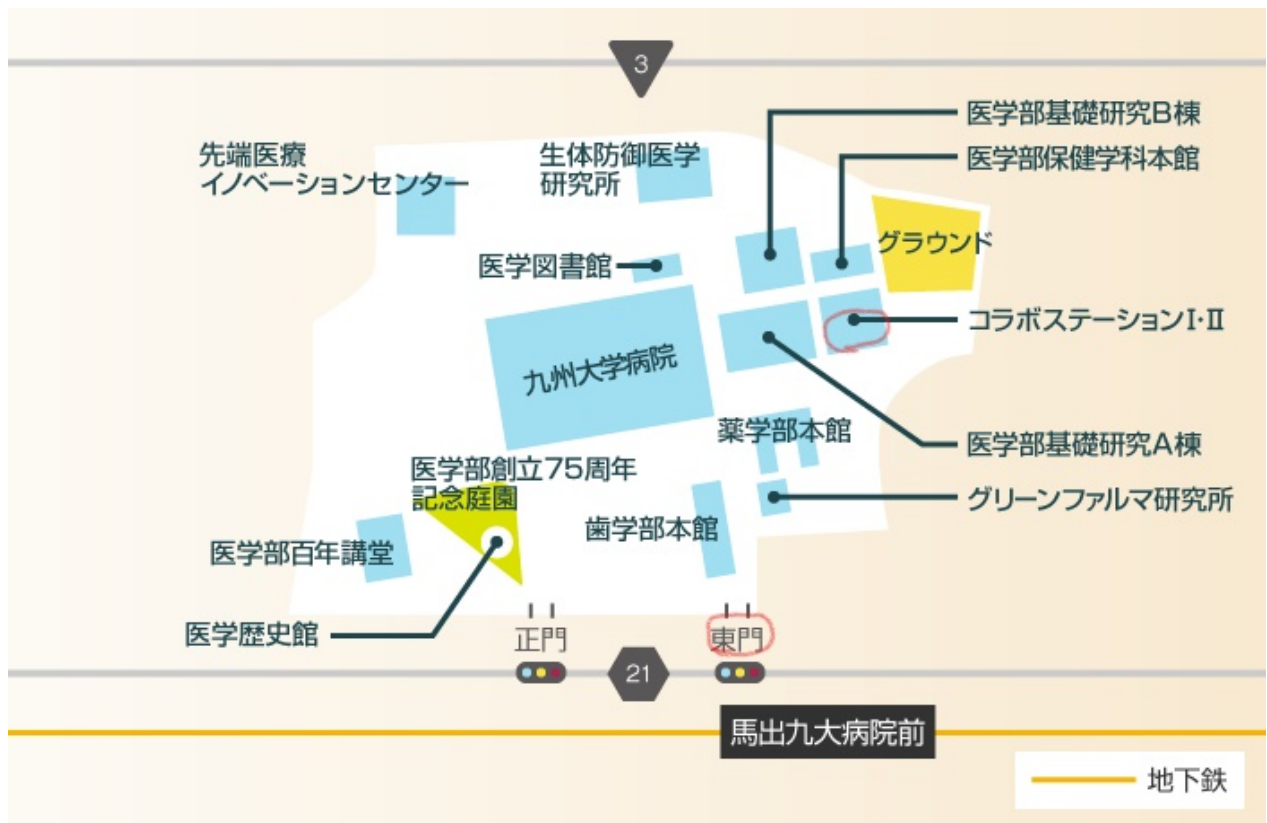 3
医学部基礎研究B棟
先端医療
イノベーションセンター
生体防御医学
研究所
医学部保健学科本館
グラウンド
医学図書館
コラボステーションI・II
九州大学病院
薬学部本館
医学部基礎研究A棟
医学部創立75周年
記念庭園
グリーンファルマ研究所
歯学部本館
医学部百年講堂
医学歴史館
正門
東門
21
馬出九大病院前
地下鉄